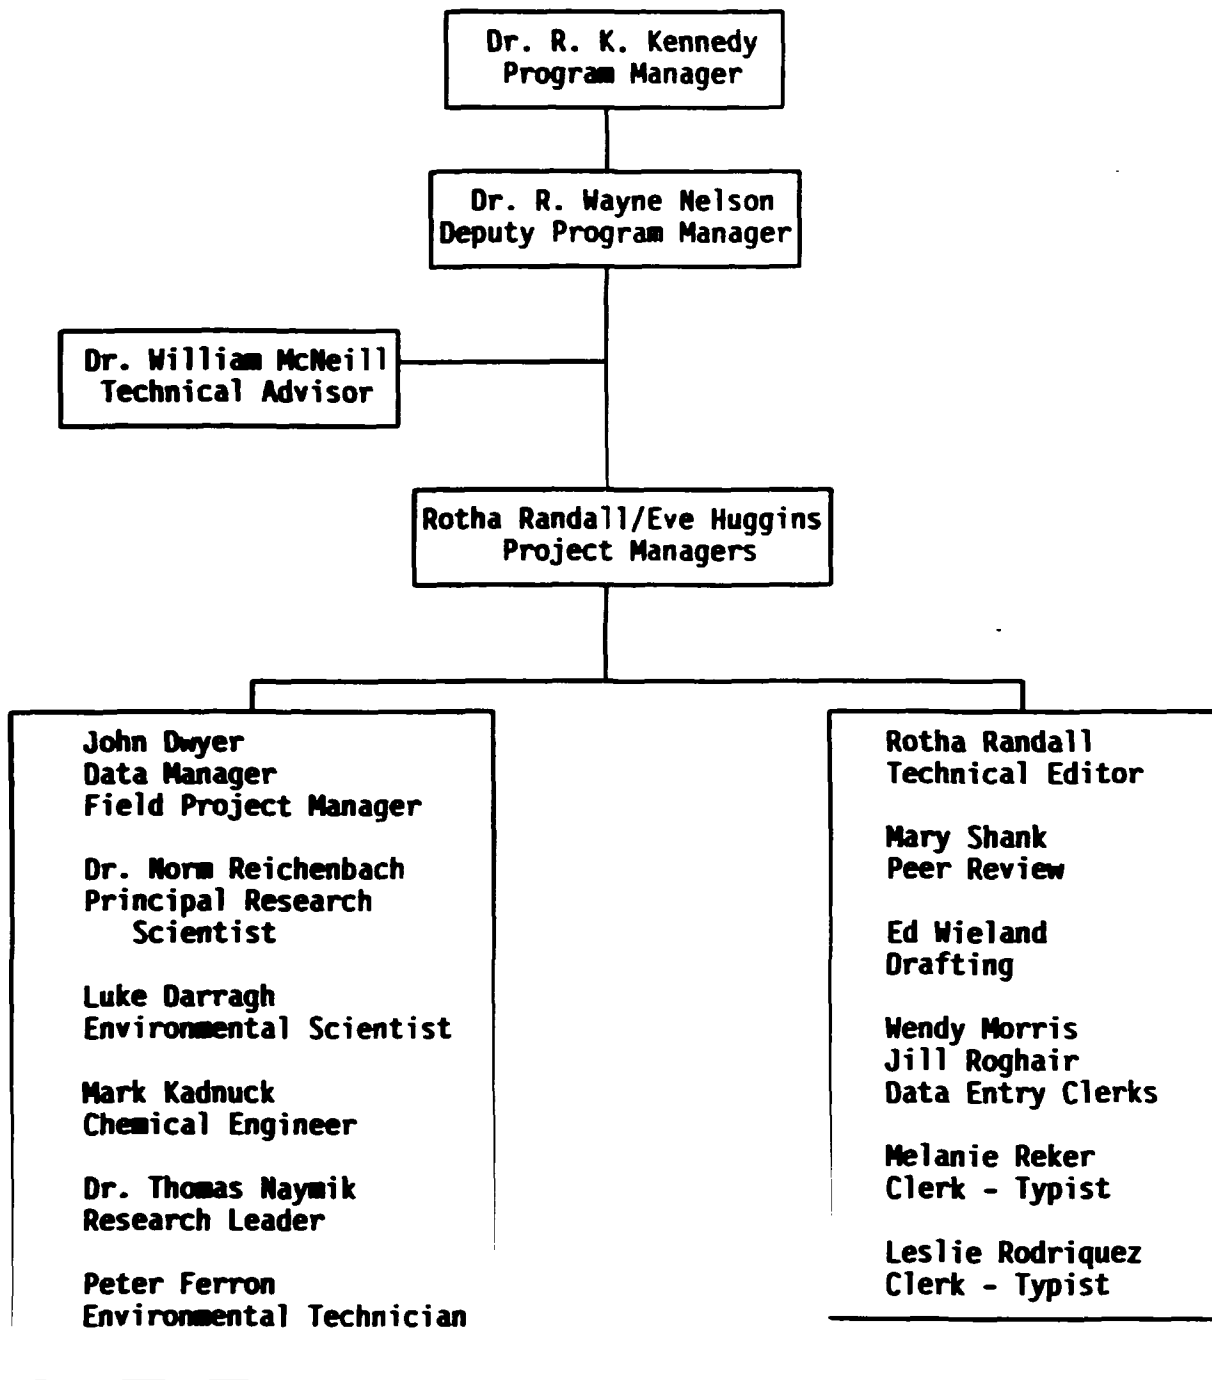 Dr. R. K. Kennedy
Program Manager
Dr. R. Wayne Nelson
Deputy Program Manager
Dr. William McNeill
Technical Advisor
Rotha Randall/Eve Huggins
Project Managers
John Dwyer
Data Manager
Field Project Manager
Dr. Norm Reichenbach
Principal Research
Scientist
Luke Darragh
Environmental Scientist
Mark Kadnuck
Chemical Engineer
Dr. Thomas Naymik
Research Leader
Peter Ferron
Environmental Technician
Rotha Randall
Technical Editor
Mary Shank
Peer Review
Ed Wieland
Drafting
Wendy Morris
Jill Roghair
Data Entry Clerks
Melanie Reker
Clerk - Typist
Leslie Rodriquez
Clerk - Typist